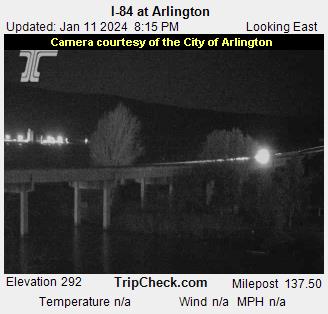 I-84 at Arlington
Updated: Jan 11 2024 8:15 PM Looking East
Camera courtesy of the City of Arlington
Elevation 292 TripCheck.com Milepost 137.50
Temperature n/a Wind n/a MPH n/a